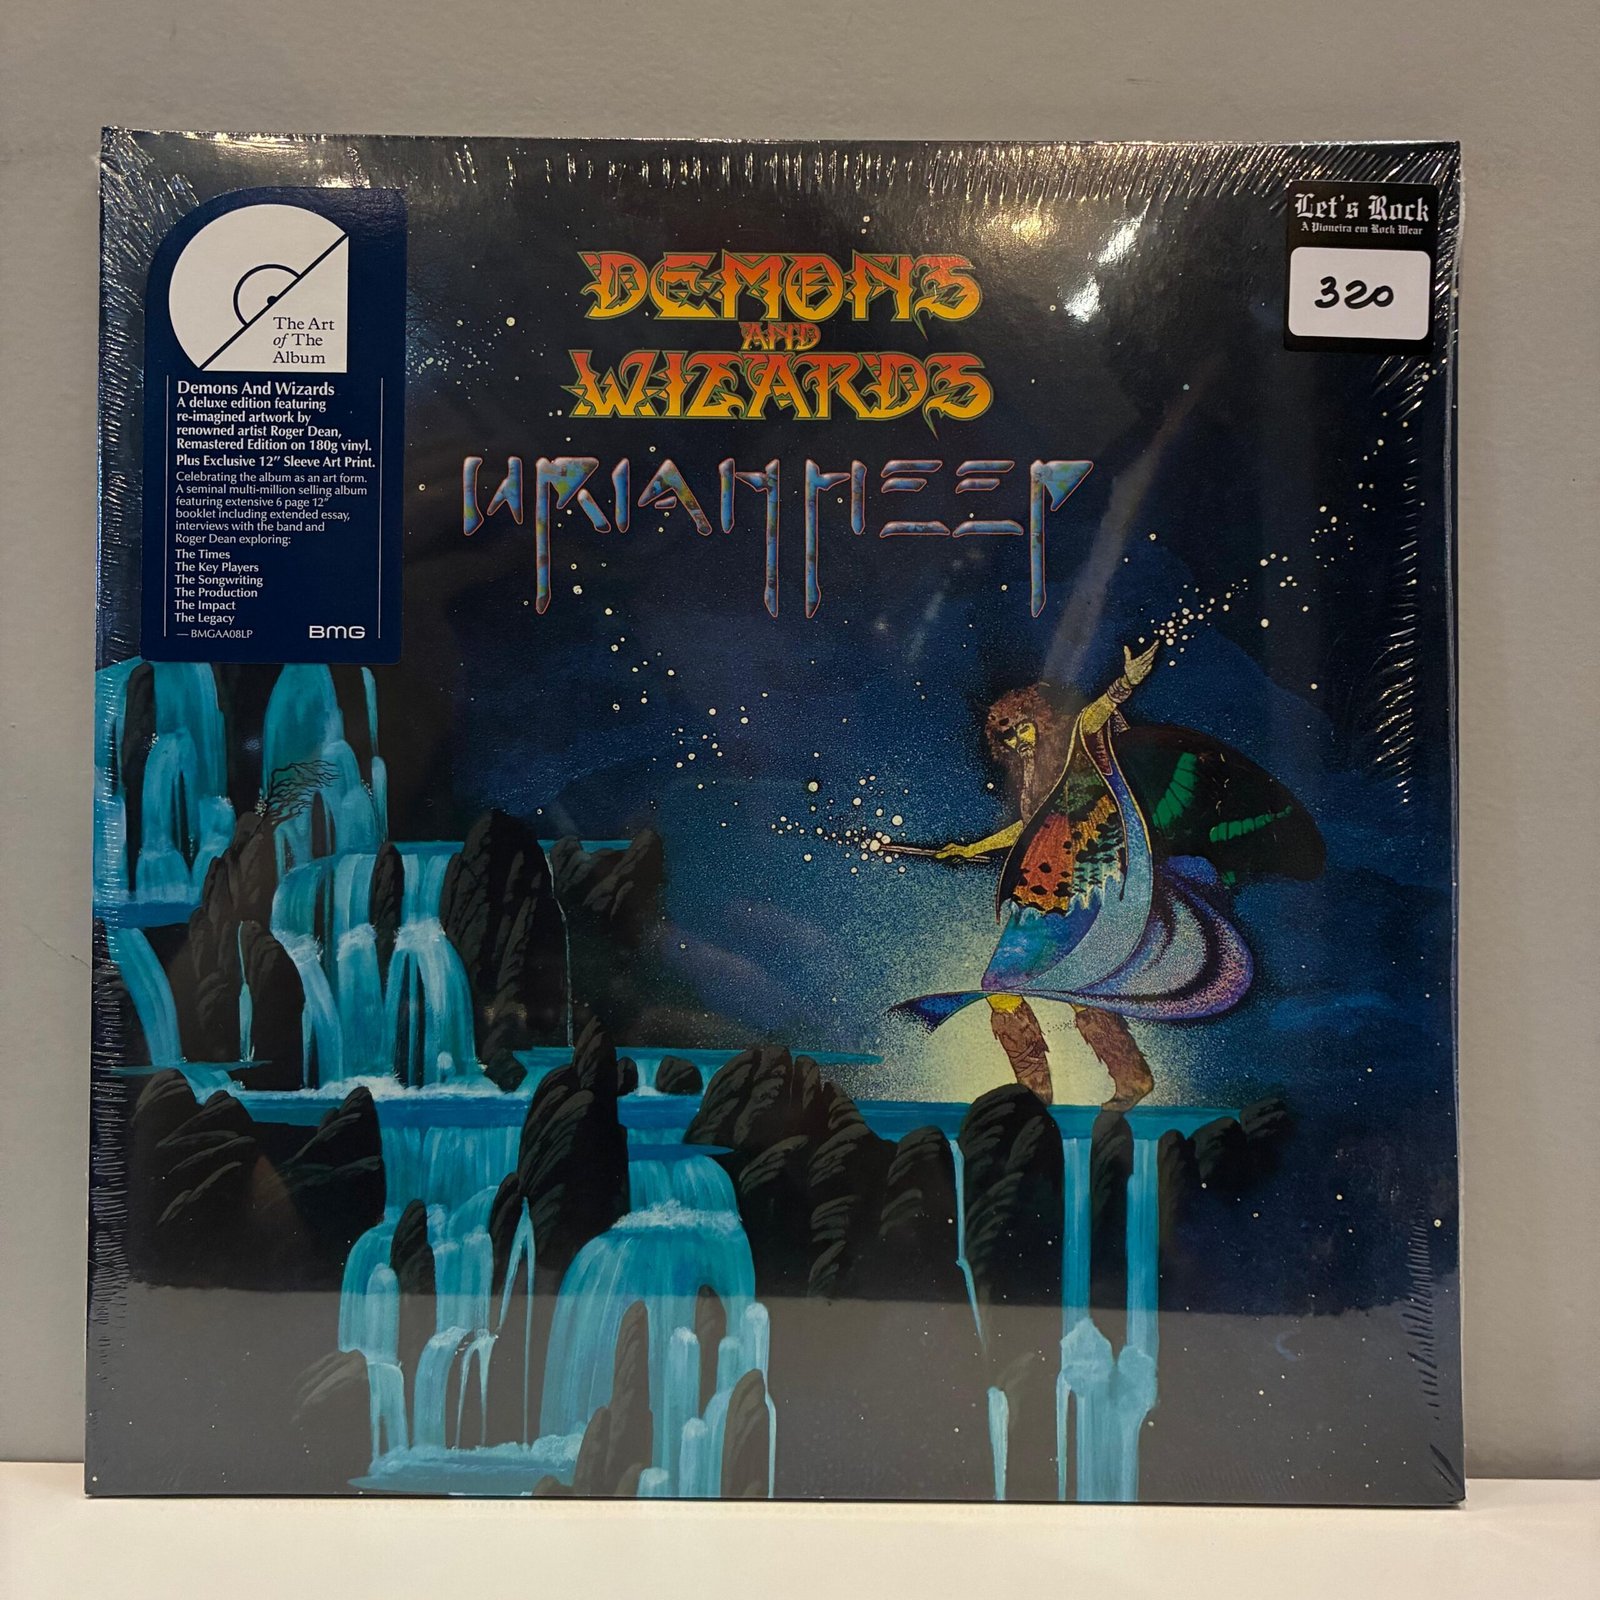 The Art
of The
Album
Demons And Wizards
A deluxe edition featuring
re-imagined artwork by
renowned artist Roger Dean,
Remastered Edition on 180g vinyl.
Plus Exclusive 12" Sleeve Art Print.
Celebrating the album as an art form.
A seminal multi-million selling album
featuring extensive 6 page 12"
booklet including extended essay,
interviews with the band and
Roger Dean exploring:
The Times
The Key Players
The Songwriting
The Production
The Impact
The Legacy
— BMGAA08LP
BMG
DEMONS
AND
WIZARDS
URIAH HEEP
Let's Rock
A Pioneira em Rock Wear
320